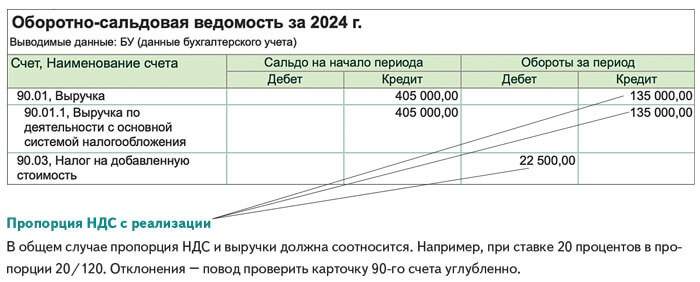 Оборотно-сальдовая ведомость за 2024 г.
Выводимые данные: БУ (данные бухгалтерского учета)
Счет, Наименование счета Сальдо на начало периода Обороты за период
Дебет Кредит Дебет Кредит
90.01, Выручка 405 000,00 135 000,00
90.01.1, Выручка по 405 000,00 135 000,00
деятельности с основной
системой налогообложения
90.03, Налог на добавленную 22 500,00
стоимость
Пропорция НДС с реализации
В общем случае пропорция НДС и выручки должна соотносится. Например, при ставке 20 процентов в про-
порции 20/120. Отклонения — повод проверить карточку 90-го счета углубленно.